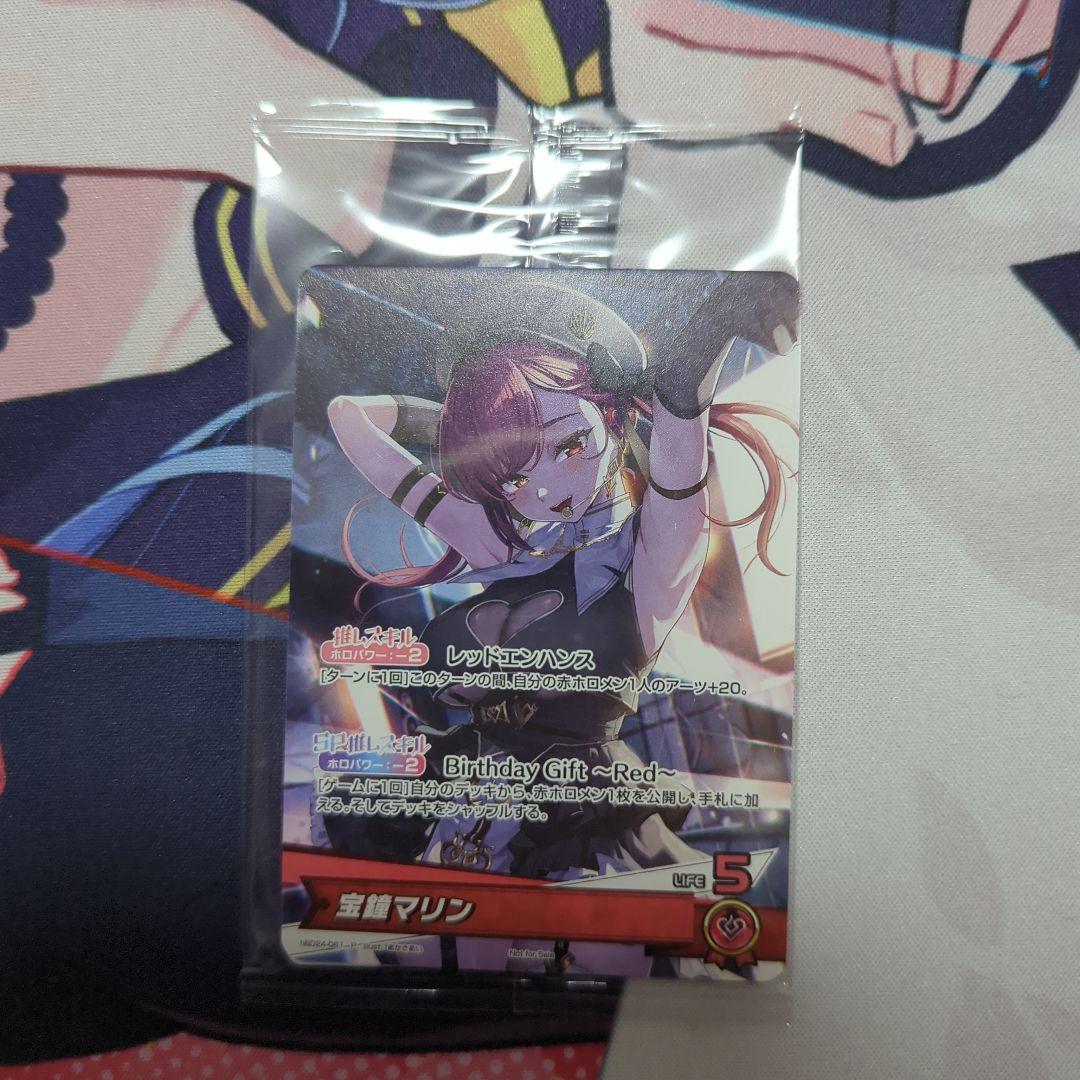 推しスキル
ホロパワー：－2
レッドエンハンス
[ターンに1回]このターンの間、自分の赤ホロメン1人のアーツ+20。
SP推しスキル
ホロパワー：－2
Birthday Gift ～Red～
[ゲームに1回]自分のデッキから、赤ホロメン1枚を公開し、手札に加
える。そしてデッキをシャッフルする。
LIFE 5
宝鐘マリン
hBD24-061 P
Not for Sale